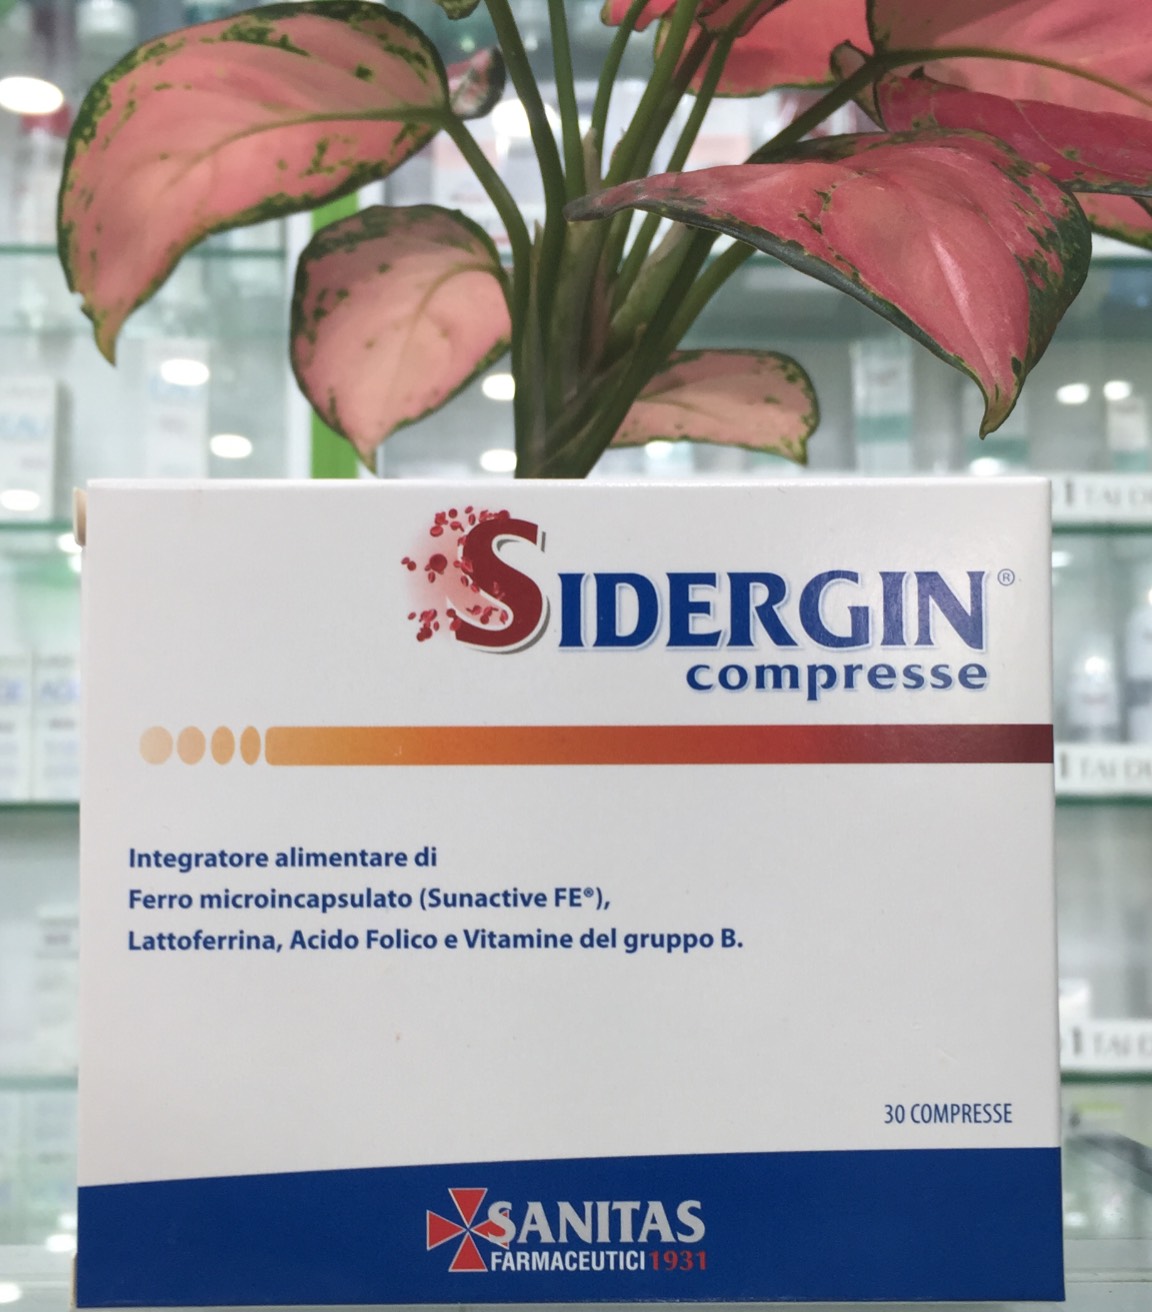 SIDERGIN®
compresse
Integratore alimentare di
Ferro microincapsulato (Sunactive FE®),
Lattoferrina, Acido Folico e Vitamine del gruppo B.
30 COMPRESSE
SANITAS
FARMACEUTICI 1931